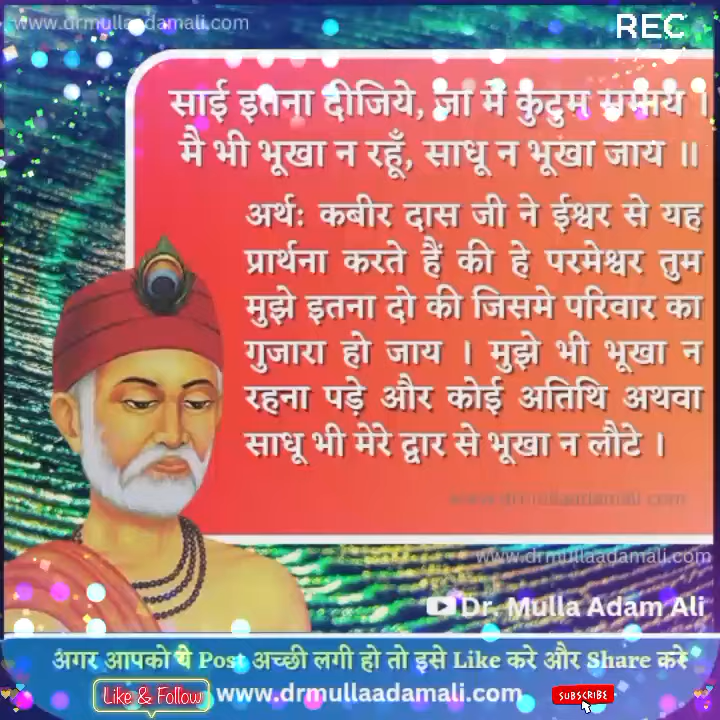 www.drmullaadamali.com
REC
साई इतना दीजिये, जा मे कुटुम समाय ।
मै भी भूखा न रहूँ, साधू न भूखा जाय ॥
अर्थः कबीर दास जी ने ईश्वर से यह
प्रार्थना करते हैं की हे परमेश्वर तुम
मुझे इतना दो की जिसमे परिवार का
गुजारा हो जाय । मुझे भी भूखा न
रहना पड़े और कोई अतिथि अथवा
साधू भी मेरे द्वार से भूखा न लौटे ।
www.drmullaadamali.com
www.drmullaadamali.com
Dr. Mulla Adam Ali
अगर आपको ये Post अच्छी लगी हो तो इसे Like करे और Share करे
Like & Follow www.drmullaadamali.com SUBSCRIBE